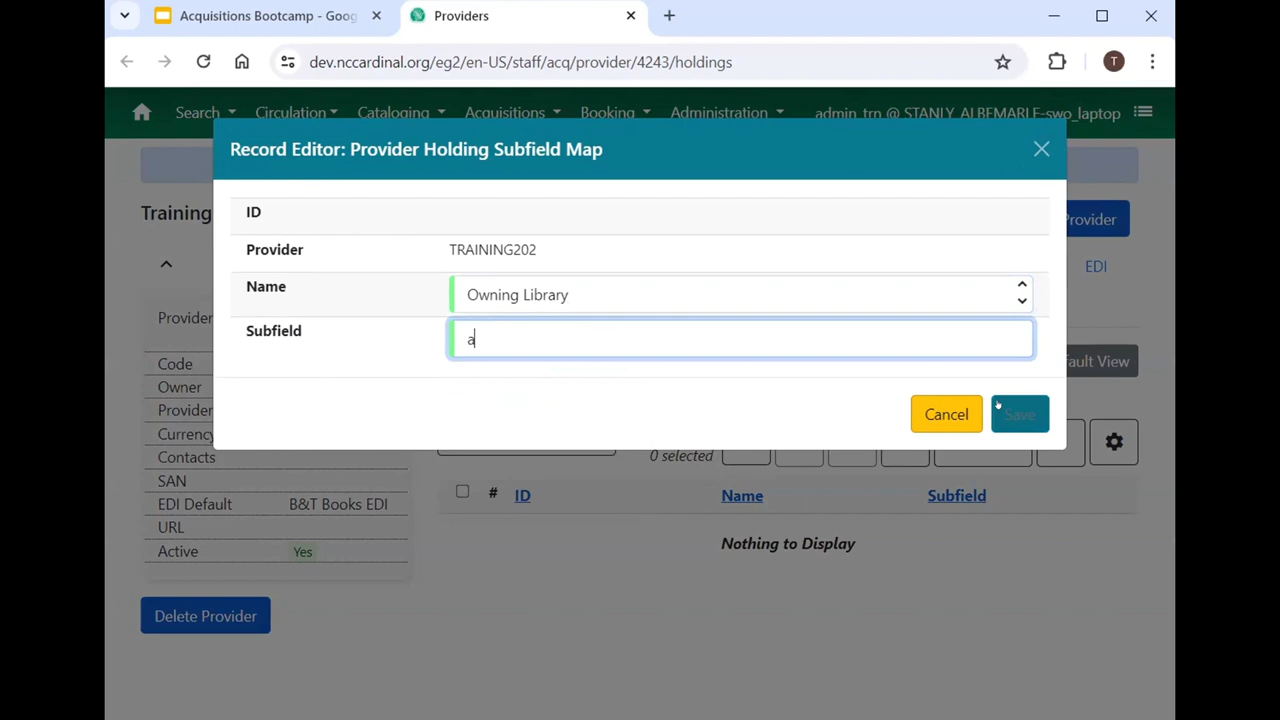 Acquisitions Bootcamp - Goog
Providers
dev.nccardinal.org/eg2/en-US/staff/acq/provider/4243/holdings
T
Search
Circulation
Cataloging
Acquisitions
Booking
Administration
admin_trn @ STANLY_ALBEMARLE-swo_laptop
Record Editor: Provider Holding Subfield Map
ID
Provider
TRAINING202
Name
Owning Library
Subfield
a
Cancel
Save
Training
Provider
EDI
Provider
Code
Owner
Provider
Currency
Contacts
SAN
EDI Default
B&T Books EDI
URL
Active
Yes
Delete Provider
fault View
0 selected
# ID
Name
Subfield
Nothing to Display